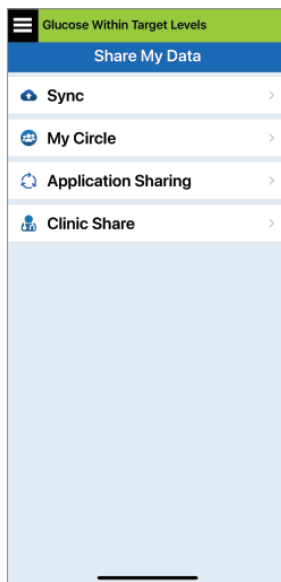 Glucose Within Target Levels
Share My Data
Sync
My Circle
Application Sharing
Clinic Share